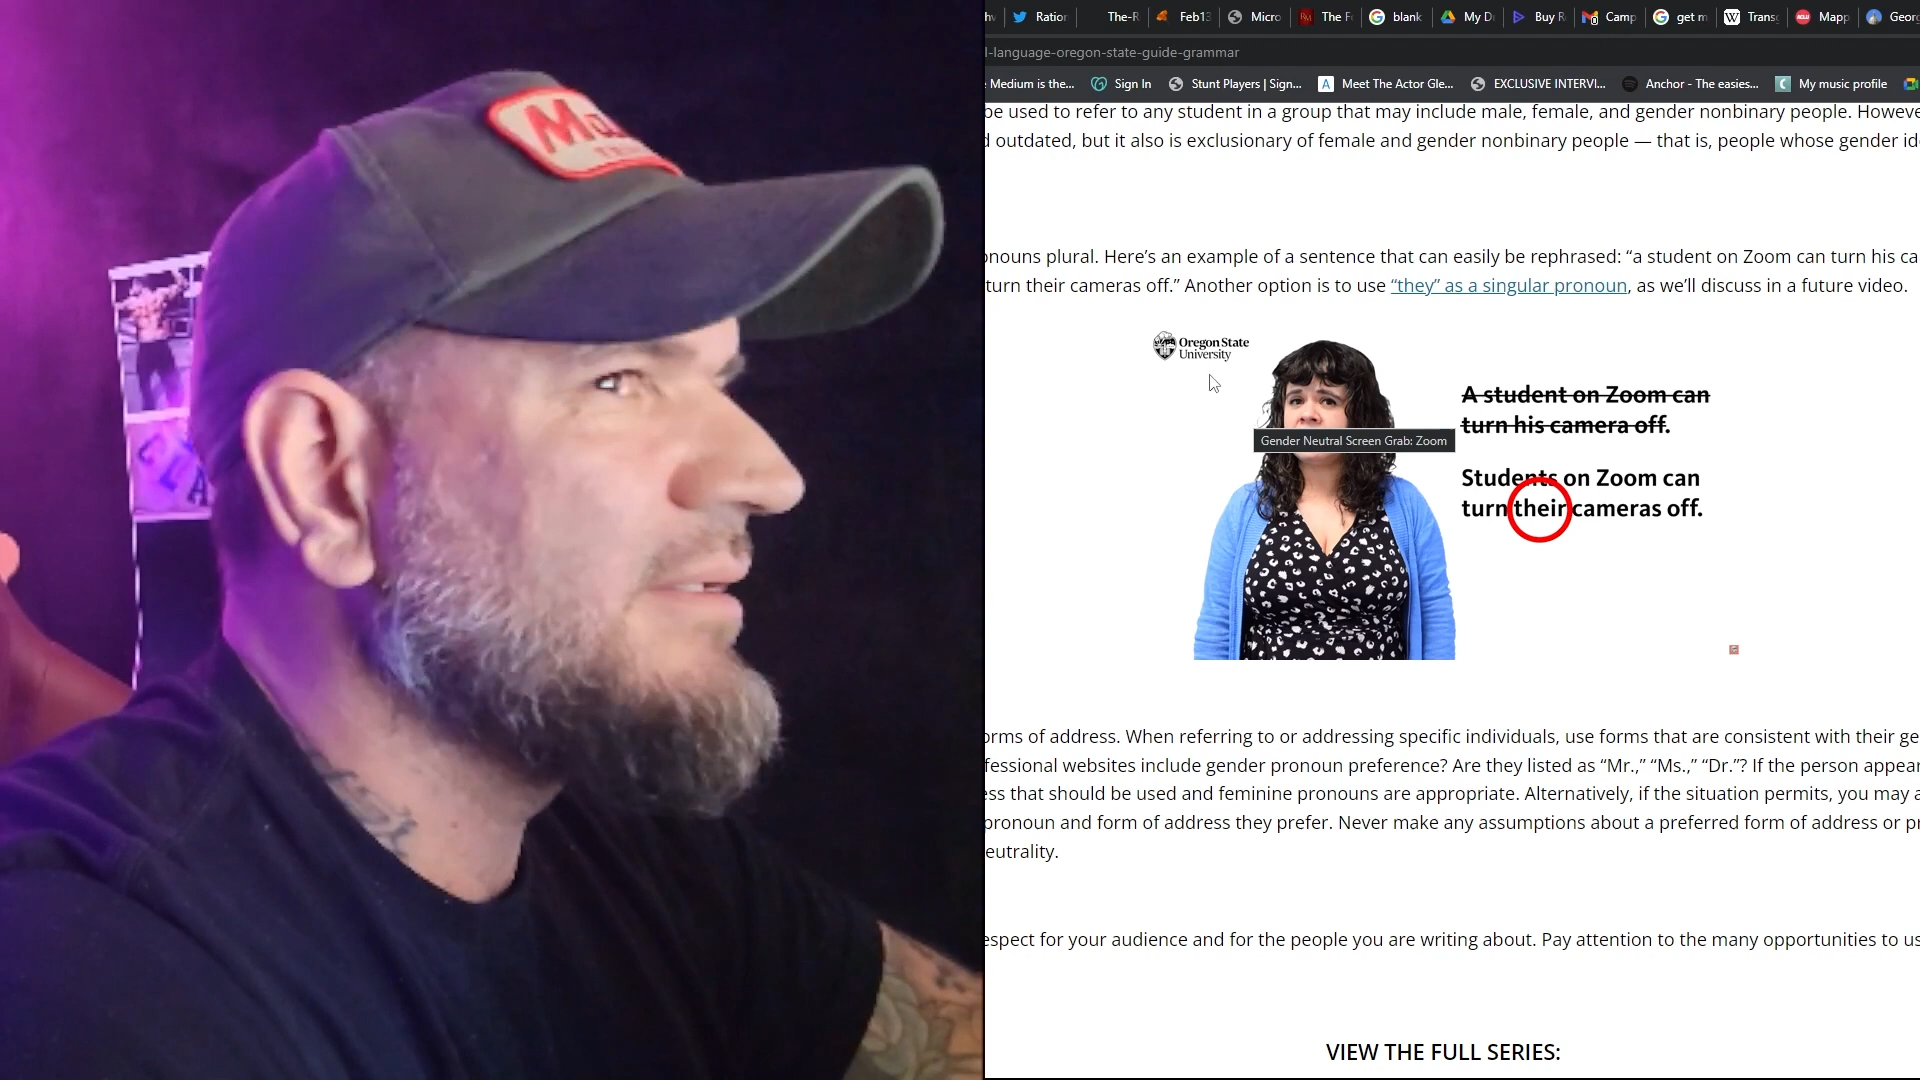 Ratior
The-R
Feb13
Micro
The F
blank
My D
Buy R
Camp
get m
Trans
Mapp
Georg
l-language-oregon-state-guide-grammar
Medium is the...
Sign In
Stunt Players | Sign...
Meet The Actor Gle...
EXCLUSIVE INTERVI...
Anchor - The easies...
My music profile
be used to refer to any student in a group that may include male, female, and gender nonbinary people. Howeve
d outdated, but it also is exclusionary of female and gender nonbinary people — that is, people whose gender id
onouns plural. Here's an example of a sentence that can easily be rephrased: “a student on Zoom can turn his ca
turn their cameras off.” Another option is to use “they” as a singular pronoun, as we'll discuss in a future video.
Oregon State
University
A student on Zoom can
turn his camera off.
Gender Neutral Screen Grab: Zoom
Students on Zoom can
turn their cameras off.
orms of address. When referring to or addressing specific individuals, use forms that are consistent with their ge
fessional websites include gender pronoun preference? Are they listed as “Mr.,” “Ms.,” “Dr.”? If the person appear
ess that should be used and feminine pronouns are appropriate. Alternatively, if the situation permits, you may a
pronoun and form of address they prefer. Never make any assumptions about a preferred form of address or pr
eutrality.
espect for your audience and for the people you are writing about. Pay attention to the many opportunities to us
VIEW THE FULL SERIES: